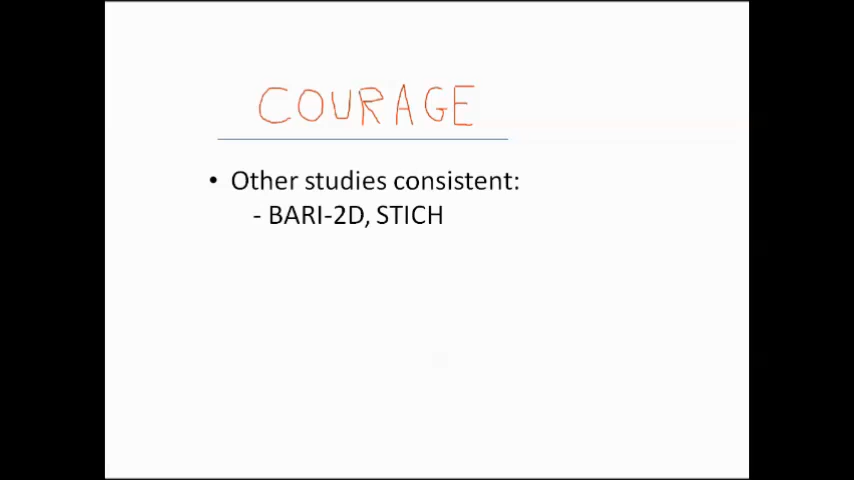 COURAGE
• Other studies consistent:
- BARI-2D, STICH